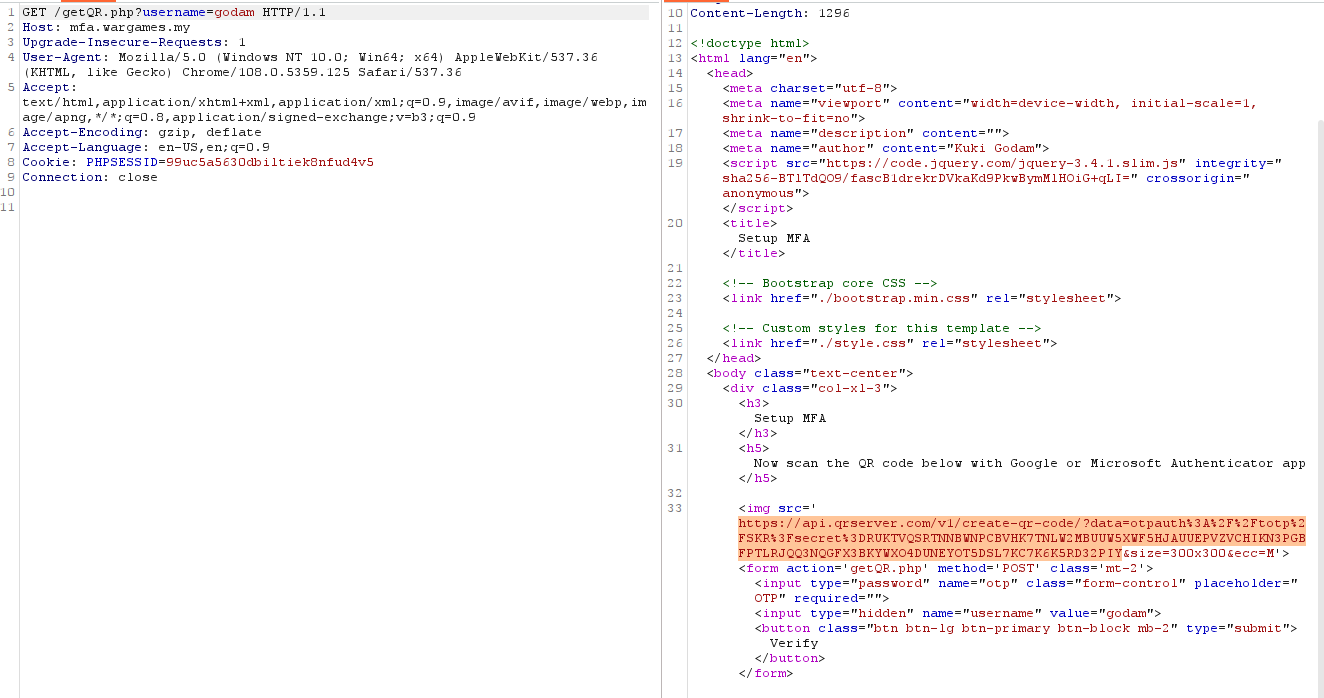 1 GET /getQR.php?username=godam HTTP/1.1
2 Host: mfa.wargames.my
3 Upgrade-Insecure-Requests: 1
4 User-Agent: Mozilla/5.0 (Windows NT 10.0; Win64; x64) AppleWebKit/537.36
(KHTML, like Gecko) Chrome/108.0.5359.125 Safari/537.36
5 Accept:
text/html,application/xhtml+xml,application/xml;q=0.9,image/avif,image/webp,im
age/apng,*/*;q=0.8,application/signed-exchange;v=b3;q=0.9
6 Accept-Encoding: gzip, deflate
7 Accept-Language: en-US,en;q=0.9
8 Cookie: PHPSESSID=99uc5a5630dbiltiek8nfud4v5
9 Connection: close
10
11
10 Content-Length: 1296
11
12 <!doctype html>
13 <html lang="en">
14 <head>
15 <meta charset="utf-8">
16 <meta name="viewport" content="width=device-width, initial-scale=1,
shrink-to-fit=no">
17 <meta name="description" content="">
18 <meta name="author" content="Kuki Godam">
19 <script src="https://code.jquery.com/jquery-3.4.1.slim.js" integrity="
sha256-BTlTdQO9/fascB1drekrDVkaKd9PkwBymMlHOiG+qLI=" crossorigin="
anonymous">
</script>
20 <title>
Setup MFA
</title>
21
22 <!-- Bootstrap core CSS -->
23 <link href="./bootstrap.min.css" rel="stylesheet">
24
25 <!-- Custom styles for this template -->
26 <link href="./style.css" rel="stylesheet">
27 </head>
28 <body class="text-center">
29 <div class="col-xl-3">
30 <h3>
Setup MFA
</h3>
31 <h5>
Now scan the QR code below with Google or Microsoft Authenticator app
</h5>
32
33 <img src='
https://api.qrserver.com/v1/create-qr-code/?data=otpauth%3A%2F%2Ftotp%2
FSKR%3Fsecret%3DRUKTVQSRTNNBWNPCBVHK7TNLW2MBUUW5XWF5HJAUUEPVZVCHIKN3PGB
FPTLRJQQ3NQGFX3BKYWXO4DUNEYOT5DSL7KC7K6K5RD32PIY&size=300x300&ecc=M'>
<form action='getQR.php' method='POST' class='mt-2'>
<input type="password" name="otp" class="form-control" placeholder="
OTP" required="">
<input type="hidden" name="username" value="godam">
<button class="btn btn-lg btn-primary btn-block mb-2" type="submit">
Verify
</button>
</form>